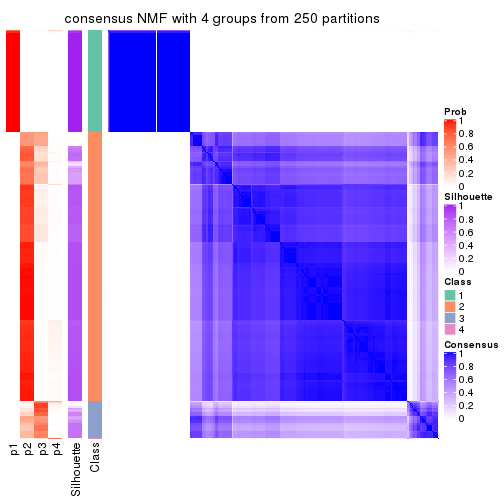 consensus NMF with 4 groups from 250 partitions
p1
p2
p3
p4
Silhouette
Class
Prob
1
0.8
0.6
0.4
0.2
0
Silhouette
1
0.8
0.6
0.4
0.2
0
Class
1
2
3
4
Consensus
1
0.8
0.6
0.4
0.2
0